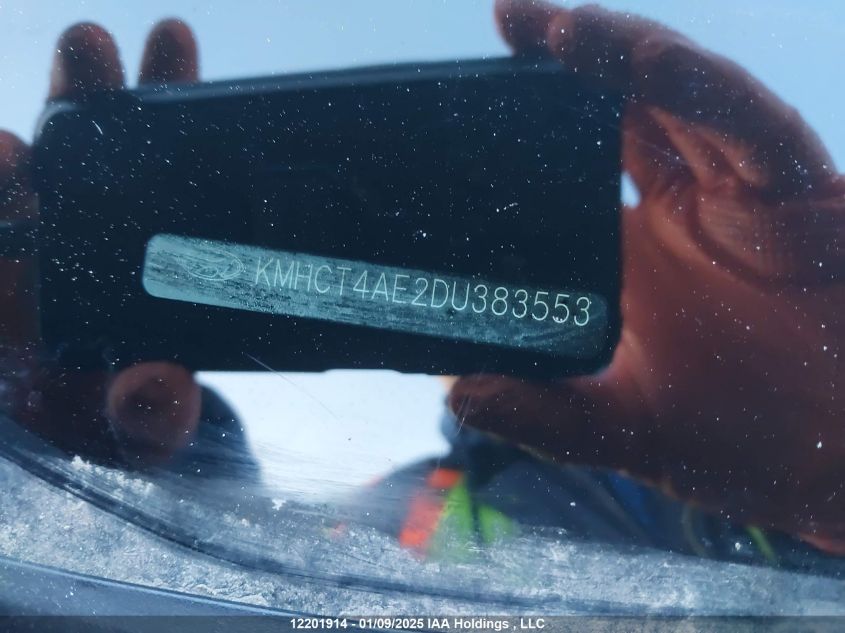 KMHCT4AE2DU383553
12201914 - 01/09/2025 IAA Holdings , LLC